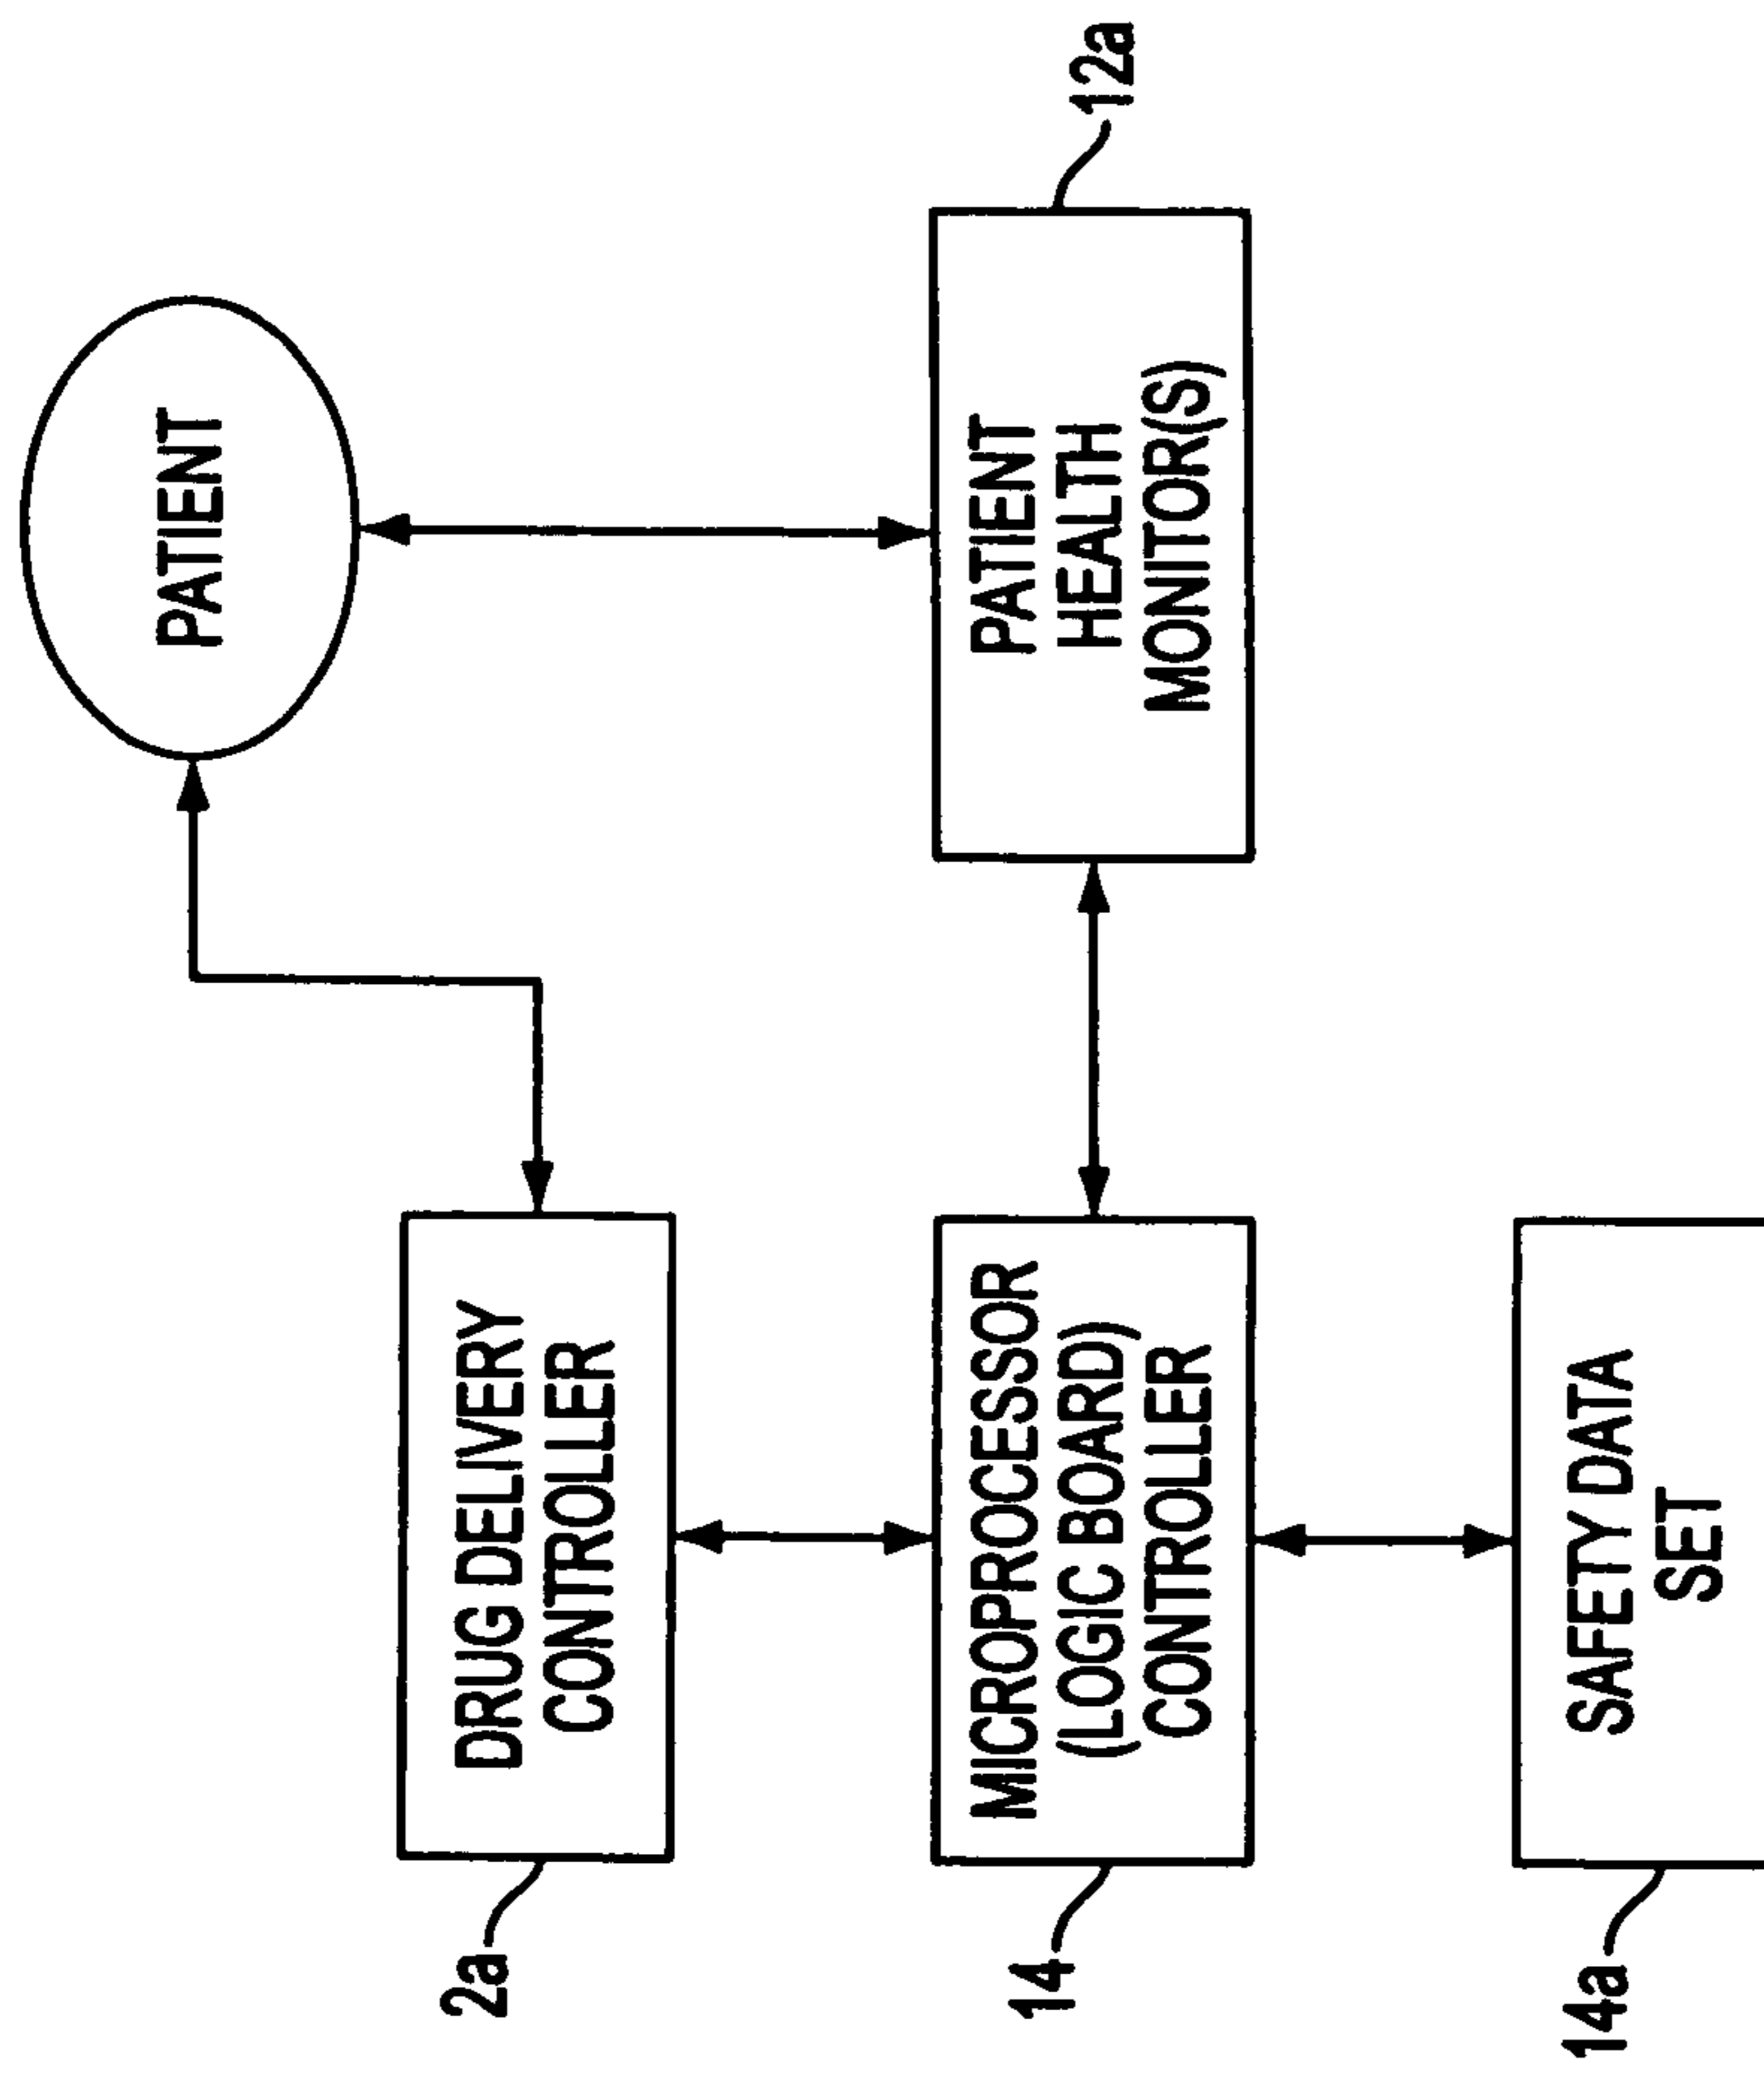 PATIENT
12a
PATIENT
HEALTH
MONITOR(S)
2a
DRUG DELIVERY
CONTROLLER
14
MICROPROCESSOR
(LOGIC BOARD)
CONTROLLER
14a
SAFETY DATA
SET